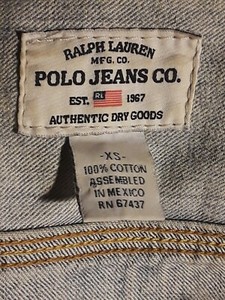 RALPH LAUREN
MFG. CO.
POLO JEANS CO.
EST. RL 1967
AUTHENTIC DRY GOODS
-XS-
100% COTTON
ASSEMBLED
IN MEXICO
RN 67437